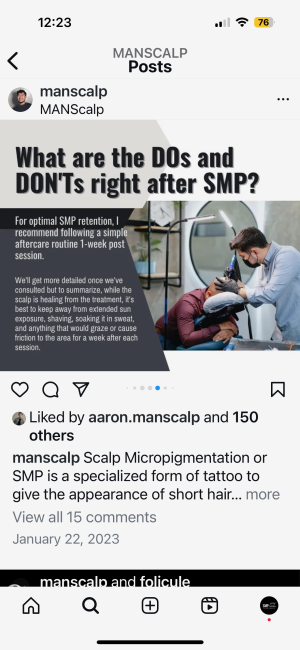 12:23
76
MANSCALP
Posts
manscalp
MANScalp
What are the DOs and
DON'Ts right after SMP?
For optimal SMP retention, I
recommend following a simple
aftercare routine 1-week post
session.
We'll get more detailed once we've
consulted but to summarize, while the
scalp is healing from the treatment, it's
best to keep away from extended sun
exposure, shaving, soaking it in sweat,
and anything that would graze or cause
friction to the area for a week after each
session.
Liked by aaron.manscalp and 150
others
manscalp Scalp Micropigmentation or
SMP is a specialized form of tattoo to
give the appearance of short hair... more
View all 15 comments
January 22, 2023
manscalp and folicule